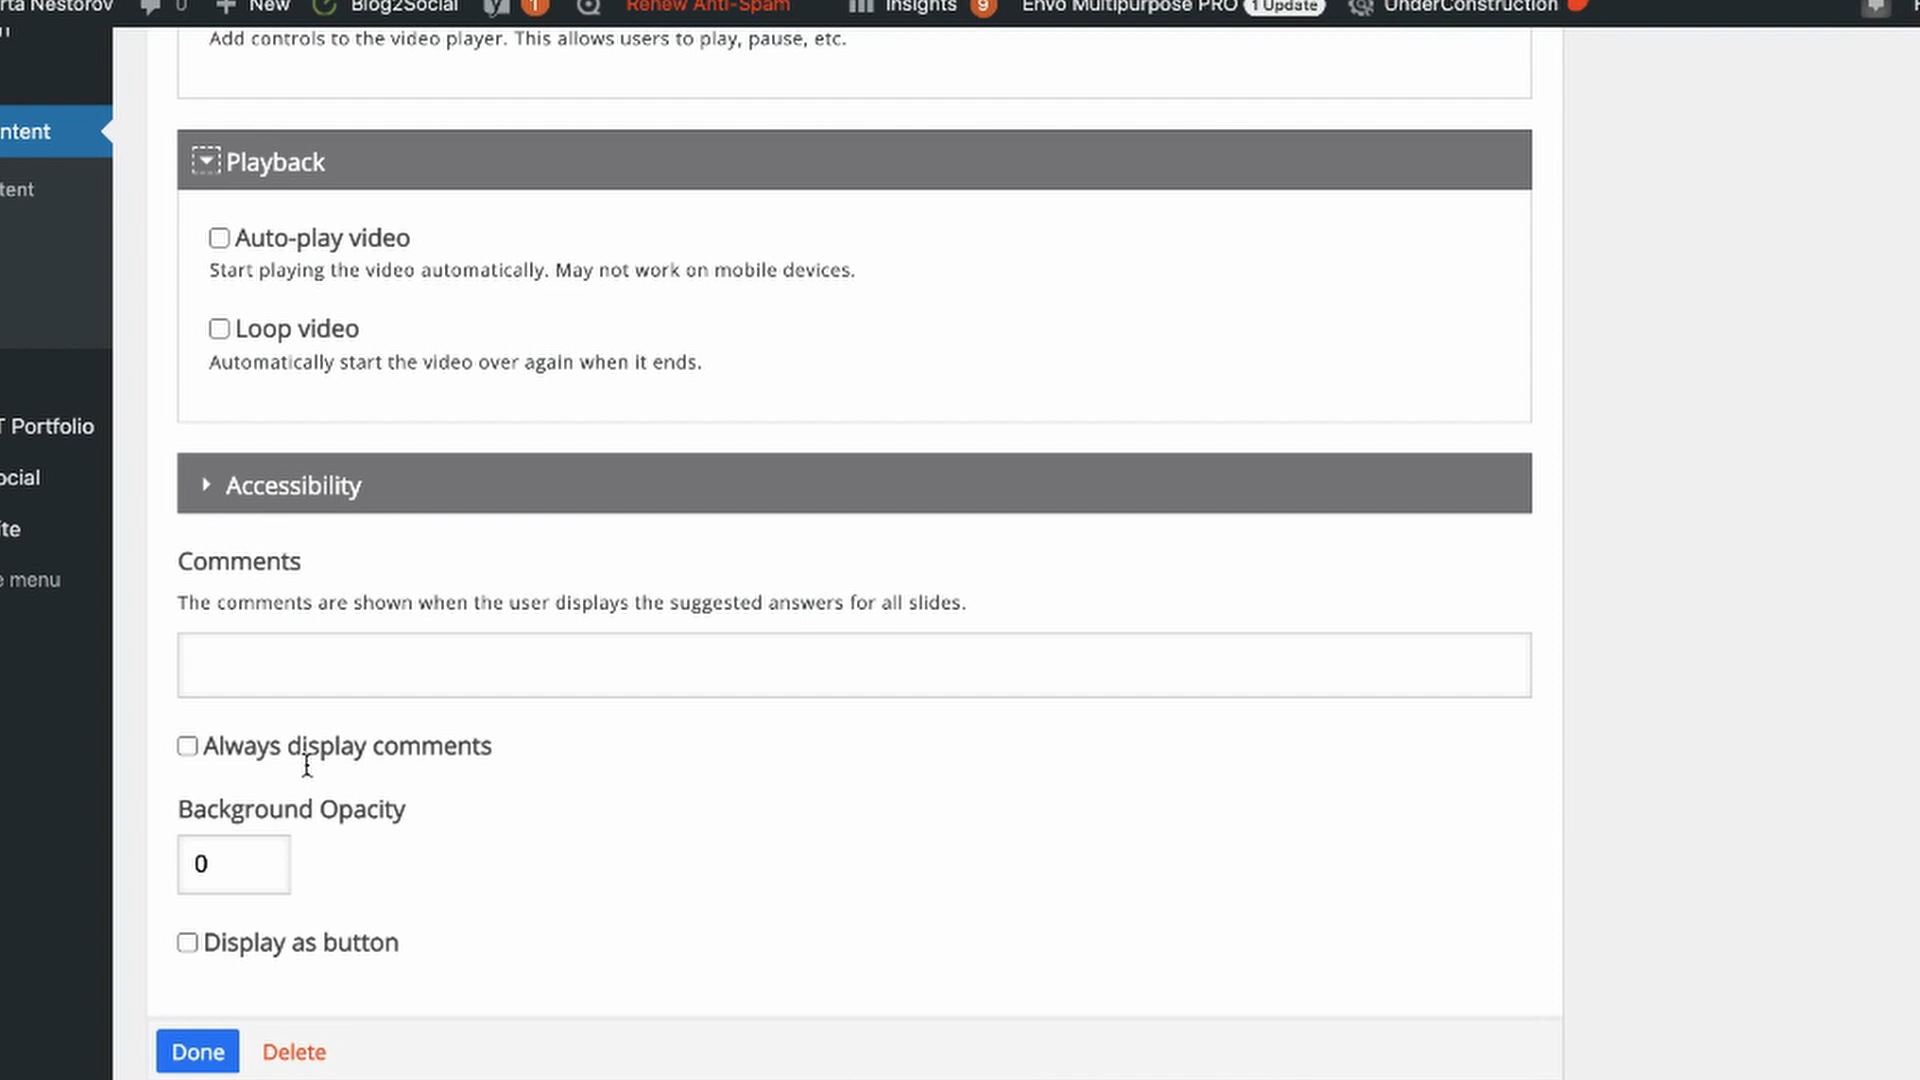 rta Nestorov 0 New Blog2Social 1 Renew Anti-Spam Insights 9 Envo Multipurpose PRO 1 Update UnderConstruction
Add controls to the video player. This allows users to play, pause, etc.
ntent
Playback
tent
Auto-play video
Start playing the video automatically. May not work on mobile devices.
Loop video
Automatically start the video over again when it ends.
T Portfolio
ocial
Accessibility
ite
Comments
e menu
The comments are shown when the user displays the suggested answers for all slides.
Always display comments
Background Opacity
0
Display as button
Done Delete